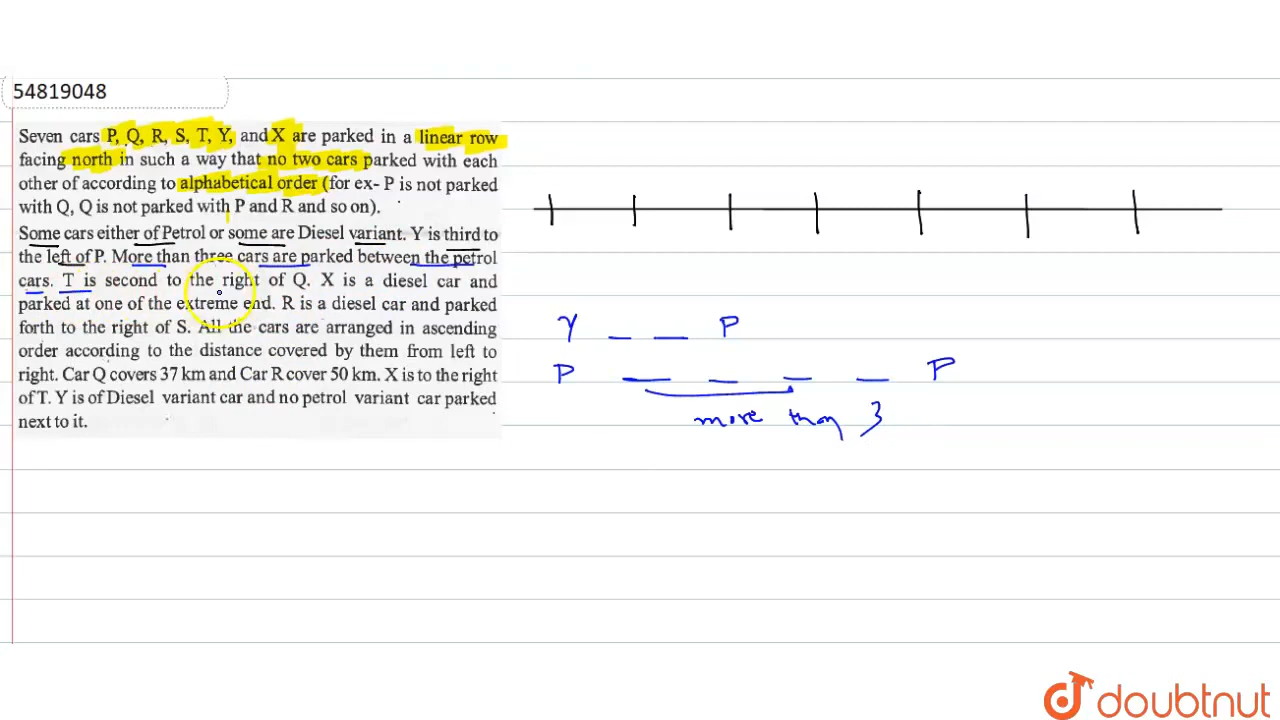 54819048
Seven cars P, Q, R, S, T, Y, and X are parked in a linear row
facing north in such a way that no two cars parked with each
other of according to alphabetical order (for ex- P is not parked
with Q, Q is not parked with P and R and so on).
Some cars either of Petrol or some are Diesel variant. Y is third to
the left of P. More than three cars are parked between the petrol
cars. T is second to the right of Q. X is a diesel car and
parked at one of the extreme end. R is a diesel car and parked
forth to the right of S. All the cars are arranged in ascending
order according to the distance covered by them from left to
right. Car Q covers 37 km and Car R cover 50 km. X is to the right
of T. Y is of Diesel variant car and no petrol variant car parked
next to it.
Y _ _ P
P _ _ _ _ P
more than 3
doubtnut